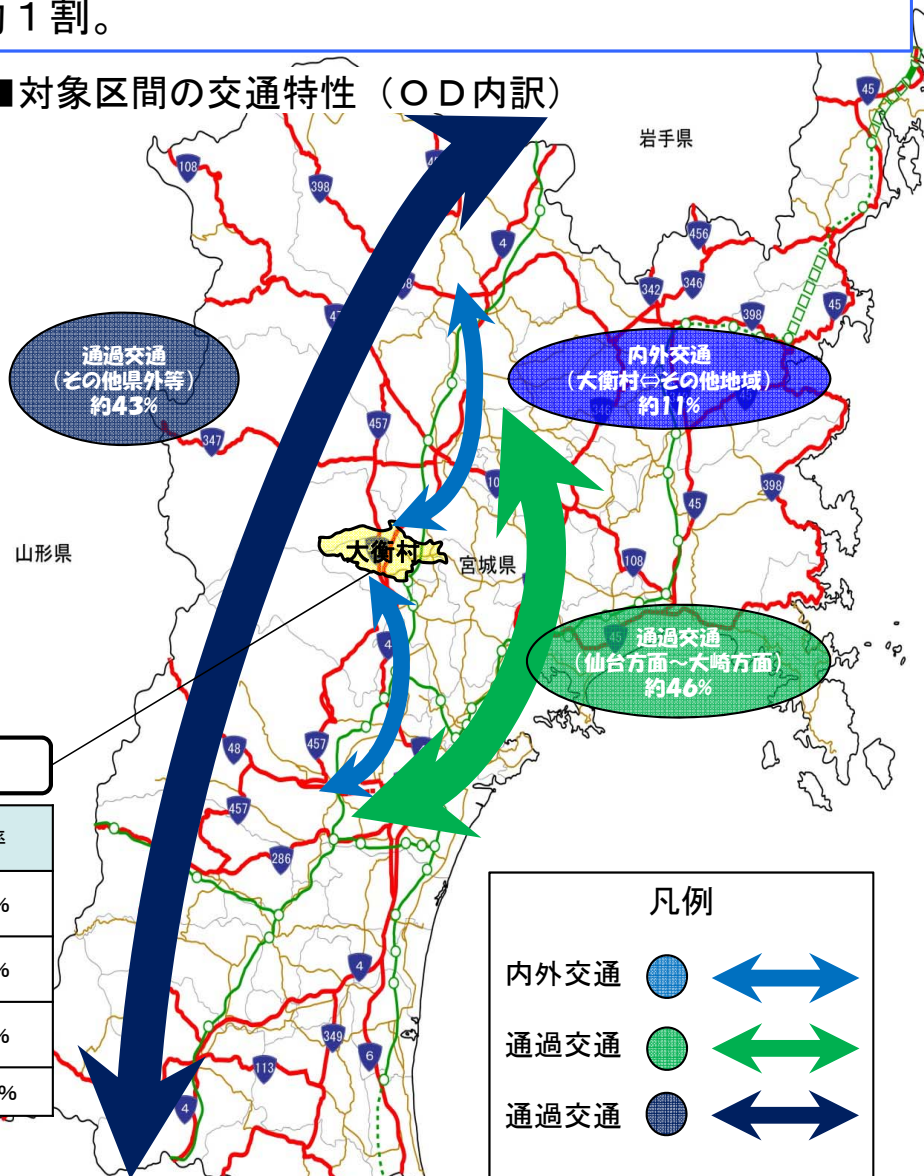 １割。
■対象区間の交通特性（ＯＤ内訳）
岩手県
45
108
398
4
456
342
346
398
45
通過交通
（その他県外等）
約43%
内外交通
（大衡村⇔その他地域）
約11%
347
457
398
45
山形県
大衡村
宮城県
108
通過交通
（仙台方面～大崎方面）
約46%
45
48
457
457
286
率
%
%
%
%
4
349
6
113
4
凡例
内外交通
通過交通
通過交通